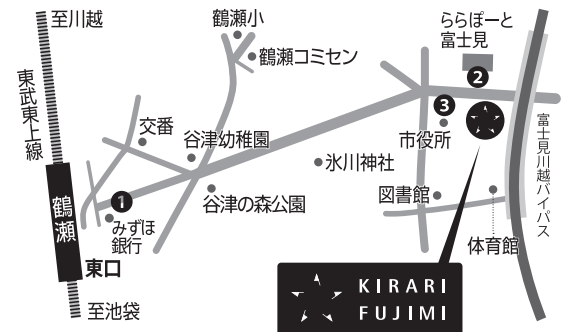 至川越
東武東上線
鶴瀬
東口
至池袋
交番
❶
みずほ
銀行
谷津幼稚園
谷津の森公園
鶴瀬小
鶴瀬コミセン
氷川神社
ららぽーと
富士見
❷
❸
市役所
図書館
体育館
富士見川越バイパス
KIRARI
FUJIMI